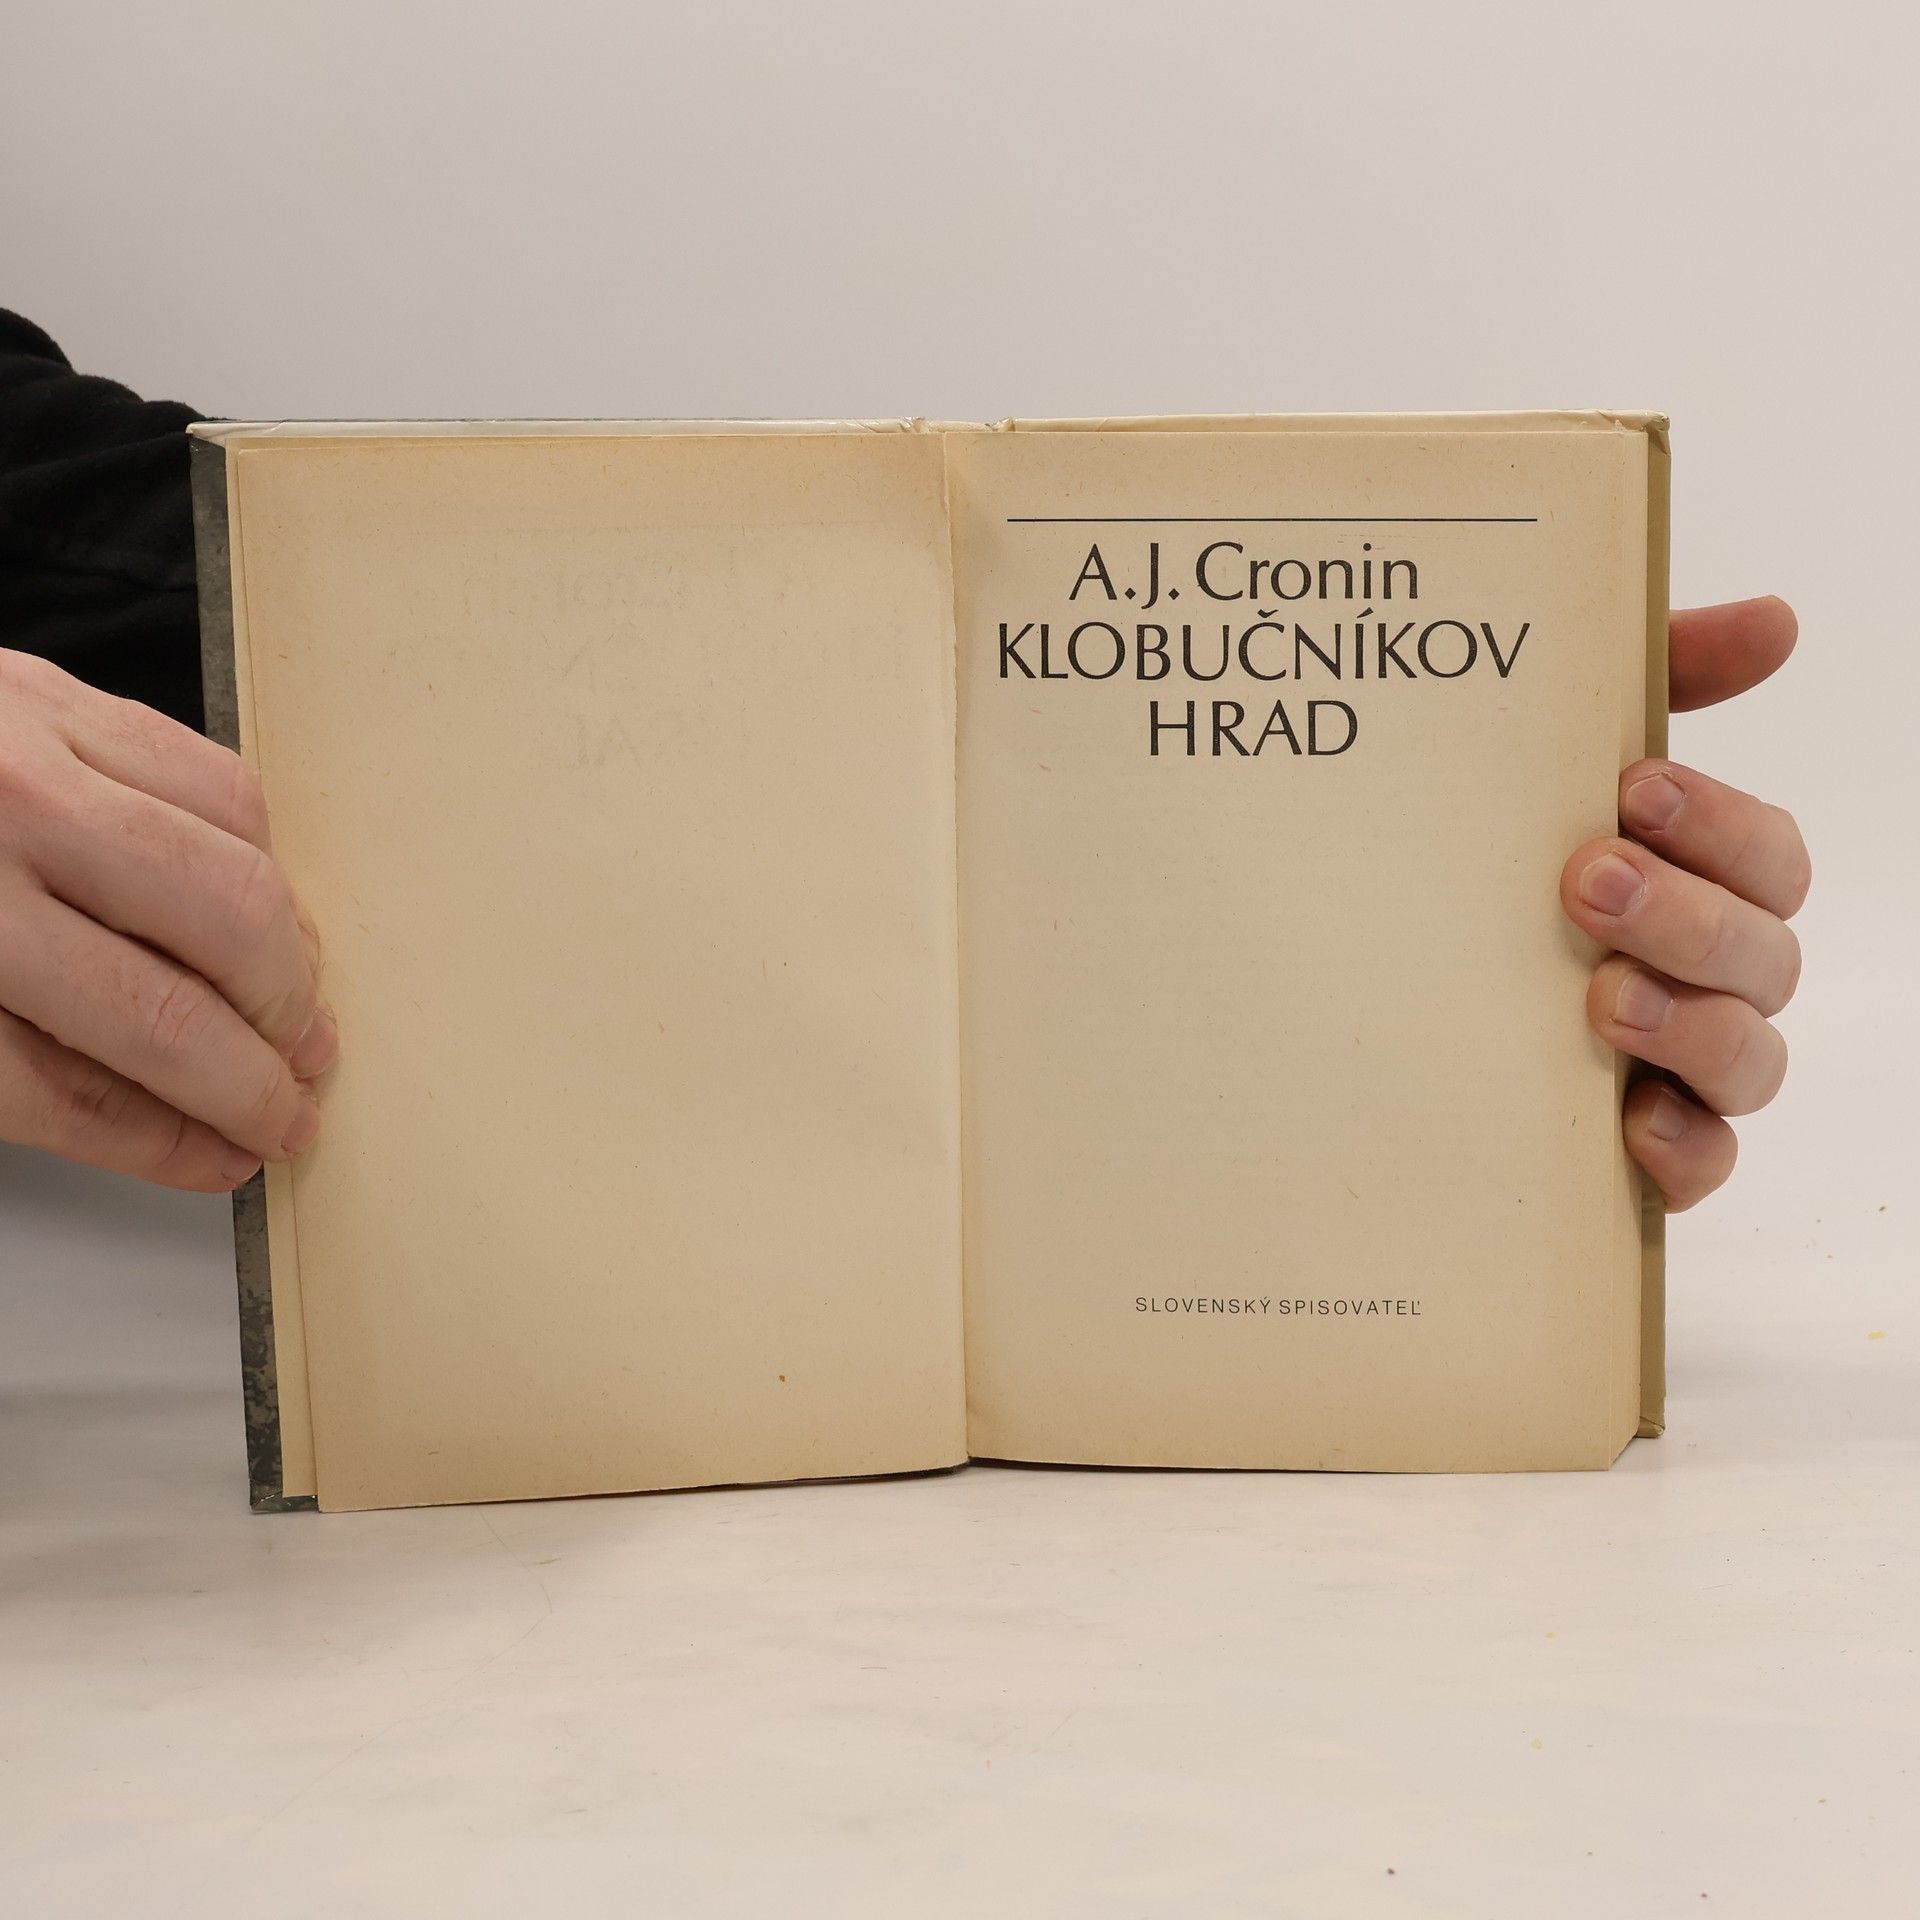 A.J. Cronin
KLOBUČNÍKOV
HRAD
SLOVENSKÝ SPISOVATEĽ